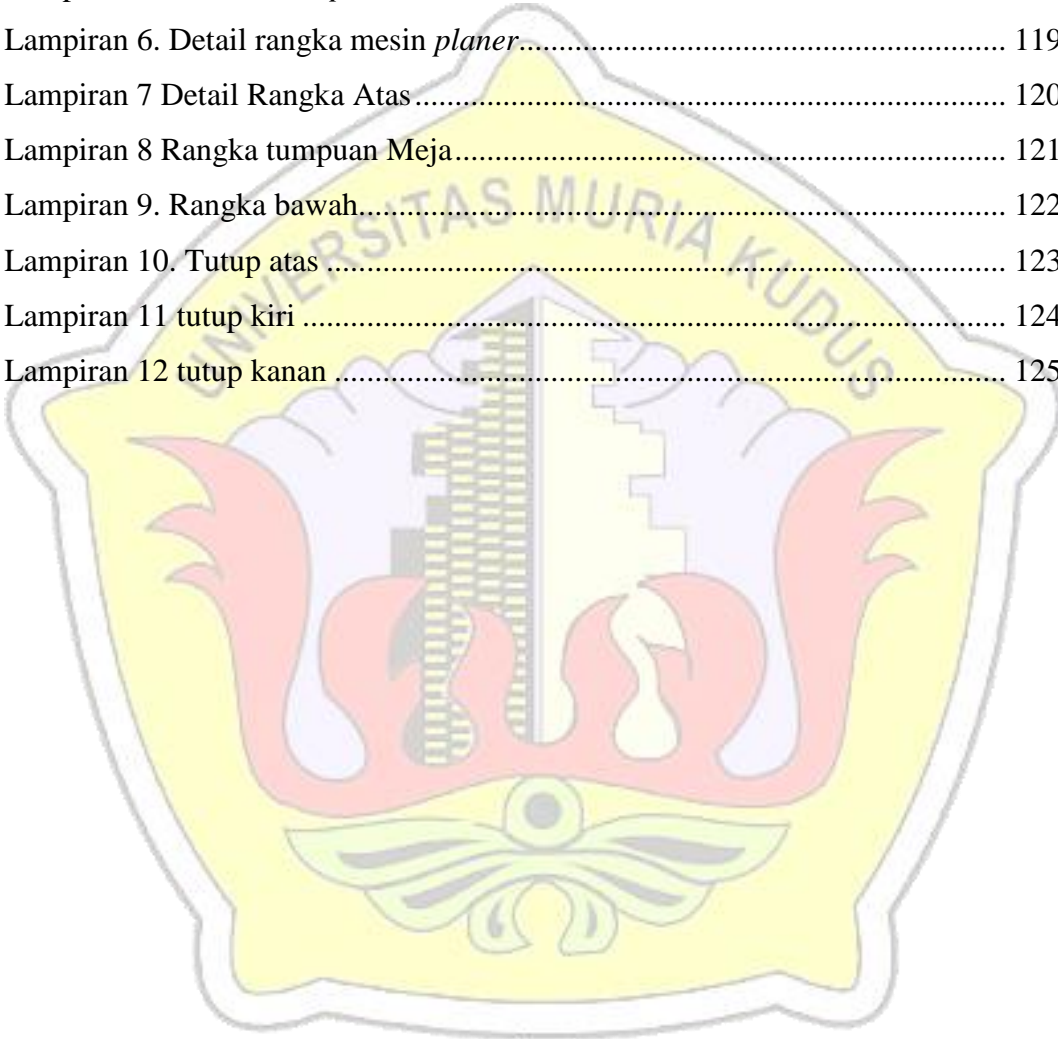 Lampiran 6. Detail rangka mesin planer........................................................ 119
Lampiran 7 Detail Rangka Atas........................................................ 120
Lampiran 8 Rangka tumpuan Meja........................................................ 121
Lampiran 9. Rangka bawah........................................................ 122
Lampiran 10. Tutup atas ........................................................ 123
Lampiran 11 tutup kiri ........................................................ 124
Lampiran 12 tutup kanan ........................................................ 125
UNIVERSITAS MURIA KUDUS